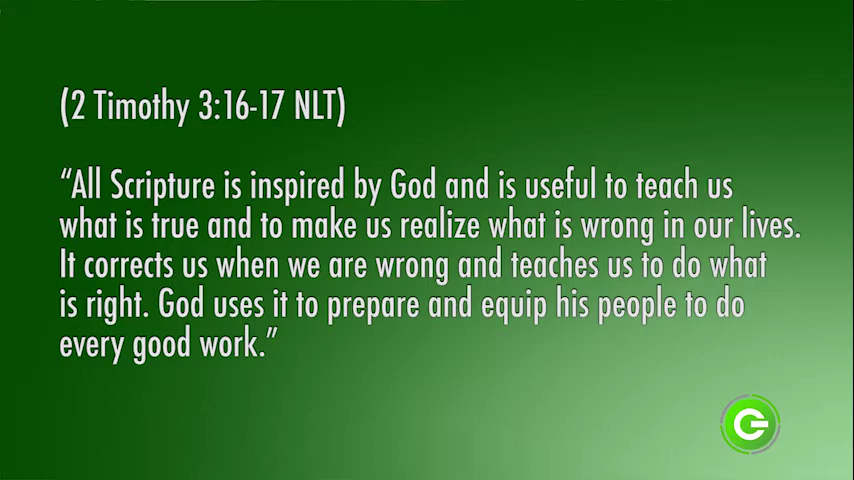 (2 Timothy 3:16-17 NLT)
“All Scripture is inspired by God and is useful to teach us
what is true and to make us realize what is wrong in our lives.
It corrects us when we are wrong and teaches us to do what
is right. God uses it to prepare and equip his people to do
every good work.”